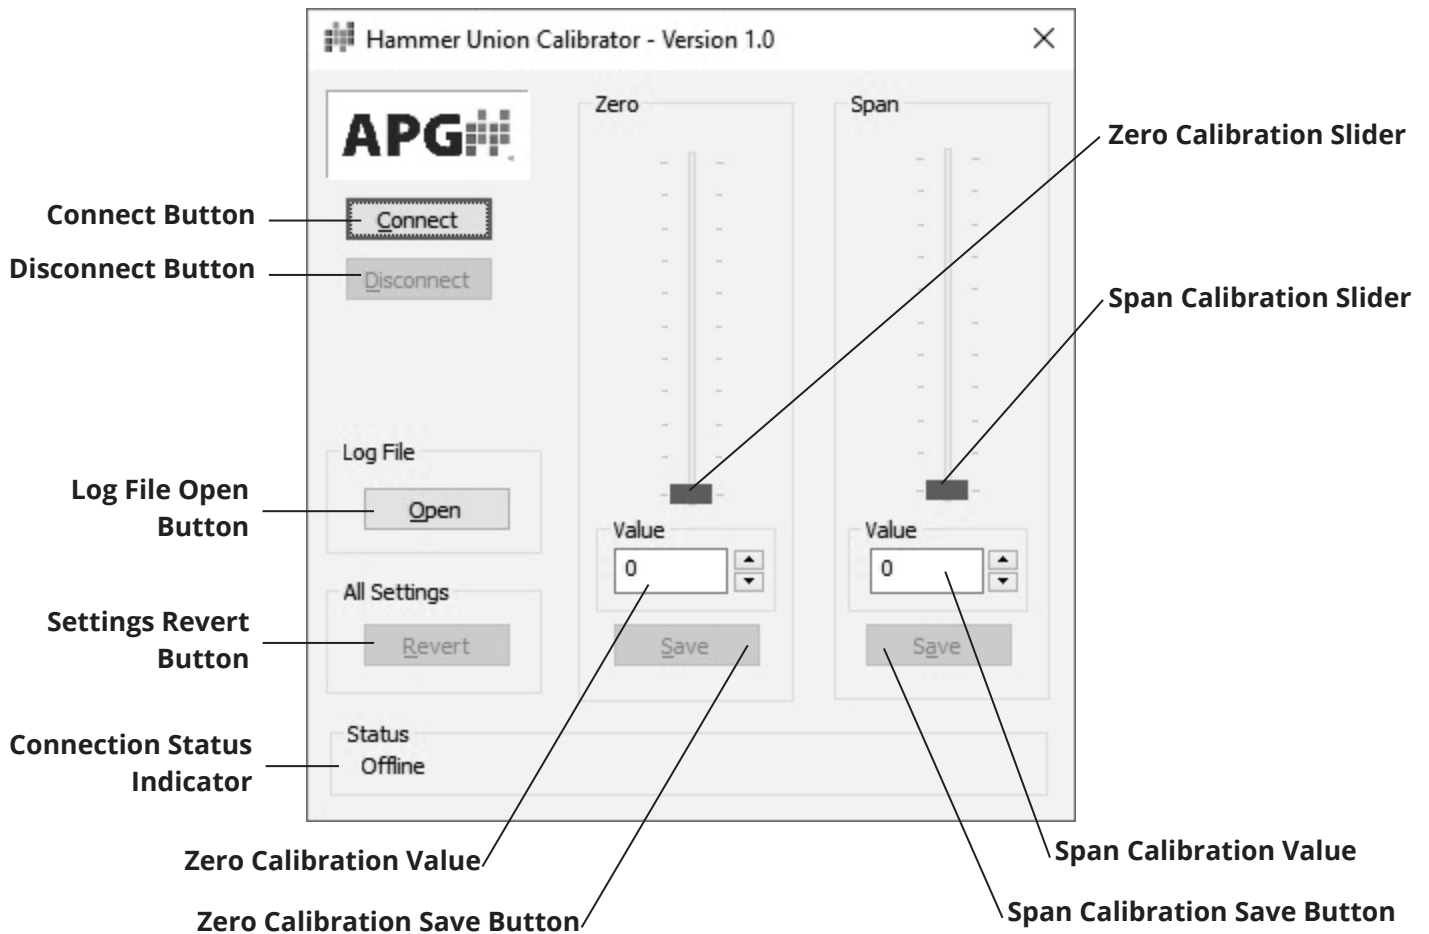 Hammer Union Calibrator - Version 1.0
APG
Zero
Span
Zero Calibration Slider
Connect Button
Connect
Disconnect Button
Disconnect
Span Calibration Slider
Log File
Log File Open
Button
Open
Value
0
Value
0
All Settings
Settings Revert
Button
Revert
Save
Save
Connection Status
Indicator
Status
Offline
Zero Calibration Value
Span Calibration Value
Zero Calibration Save Button
Span Calibration Save Button